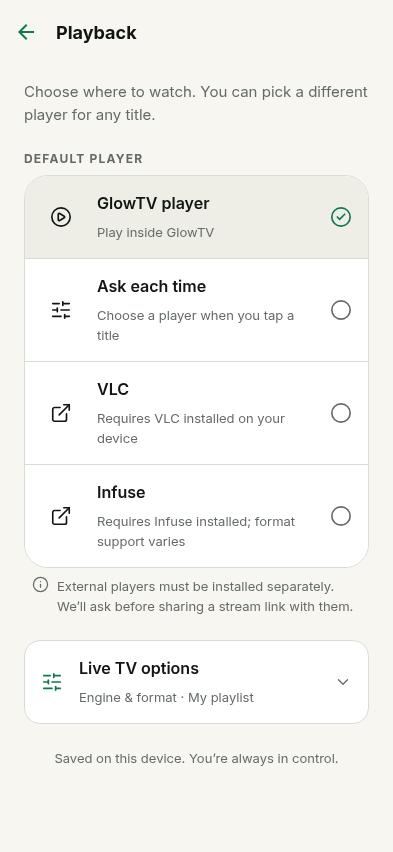 Playback
Choose where to watch. You can pick a different
player for any title.
DEFAULT PLAYER
GlowTV player
Play inside GlowTV
Ask each time
Choose a player when you tap a
title
VLC
Requires VLC installed on your
device
Infuse
Requires Infuse installed; format
support varies
External players must be installed separately.
We’ll ask before sharing a stream link with them.
Live TV options
Engine & format · My playlist
Saved on this device. You’re always in control.